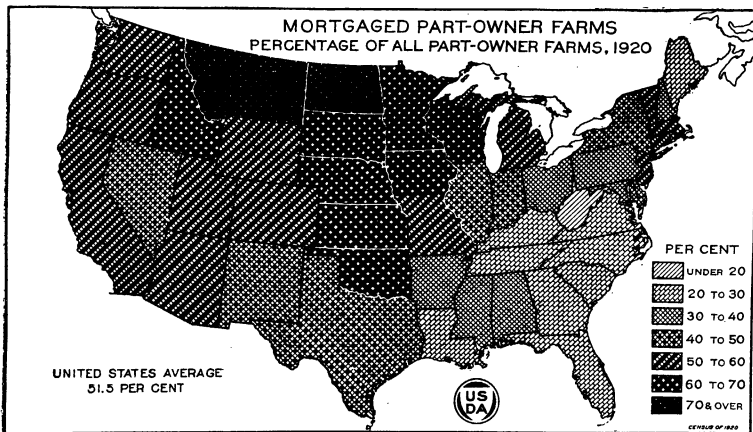 MORTGAGED PART-OWNER FARMS
PERCENTAGE OF ALL PART-OWNER FARMS, 1920
PER CENT
UNDER 20
20 TO 30
30 TO 40
40 TO 50
50 TO 60
60 TO 70
70 & OVER
UNITED STATES AVERAGE
51.5 PER CENT
US
DA
CENSUS OF 1920